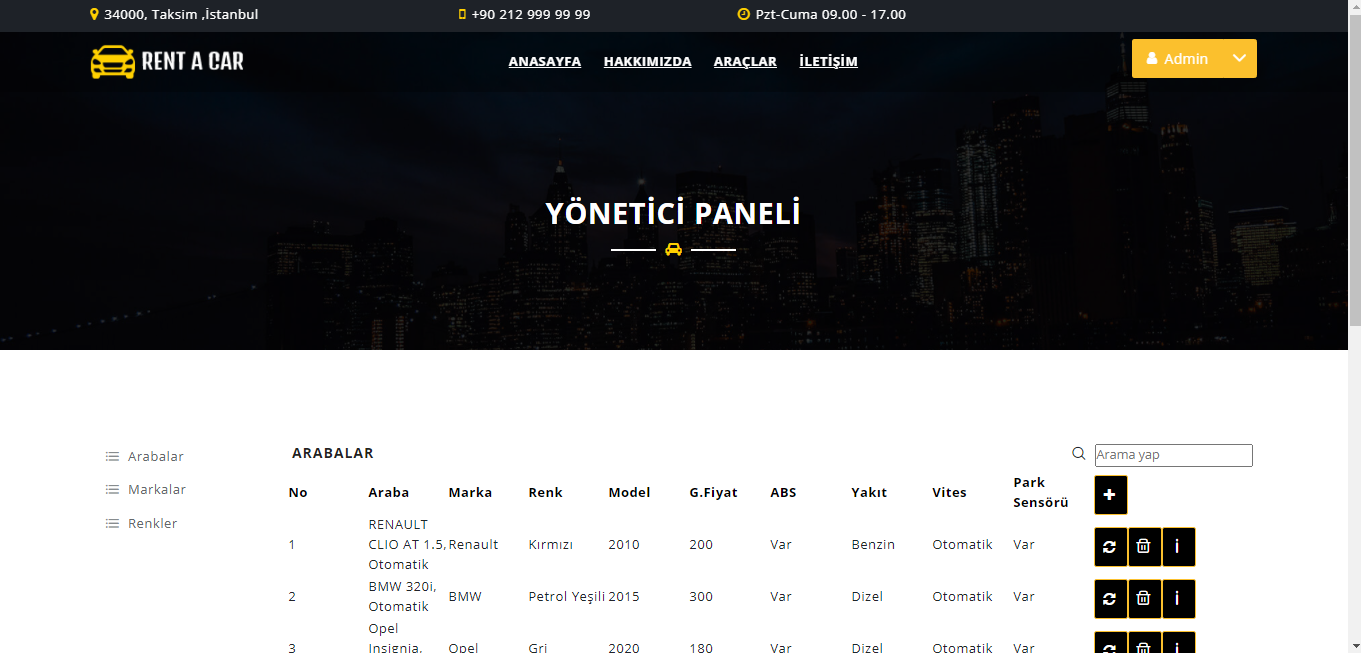 34000, Taksim ,İstanbul
+90 212 999 99 99
Pzt-Cuma 09.00 - 17.00
RENT A CAR
ANASAYFA HAKKIMIZDA ARAÇLAR İLETİŞİM
Admin
YÖNETİCİ PANELİ
Arabalar
Markalar
Renkler
ARABALAR
Arama yap
No Araba Marka Renk Model G.Fiyat ABS Yakıt Vites Park Sensörü
1 RENAULT CLIO AT 1.5, Otomatik Renault Kırmızı 2010 200 Var Benzin Otomatik Var
2 BMW 320i, Otomatik BMW Petrol Yeşili 2015 300 Var Dizel Otomatik Var
3 Opel Insignia, Opel Gri 2020 180 Var Dizel Otomatik Var